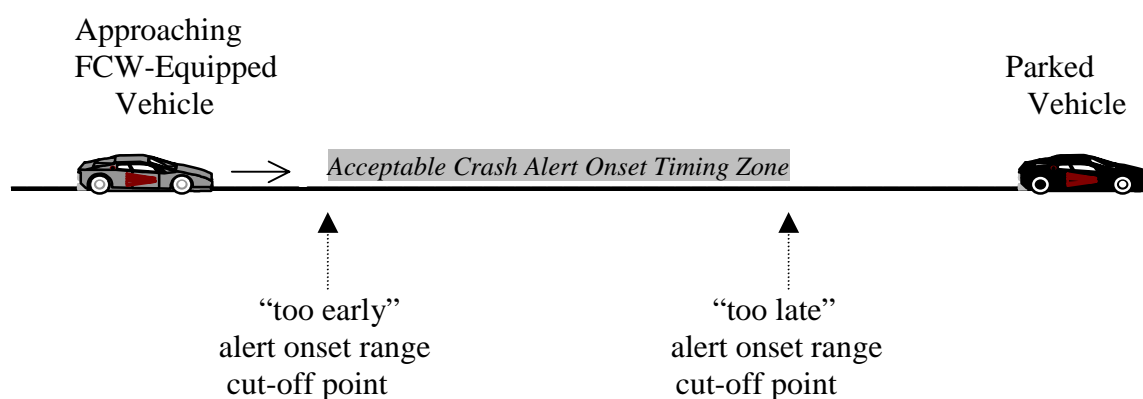 Approaching
FCW-Equipped
Vehicle
Parked
Vehicle
Acceptable Crash Alert Onset Timing Zone
“too early”
alert onset range
cut-off point
“too late”
alert onset range
cut-off point